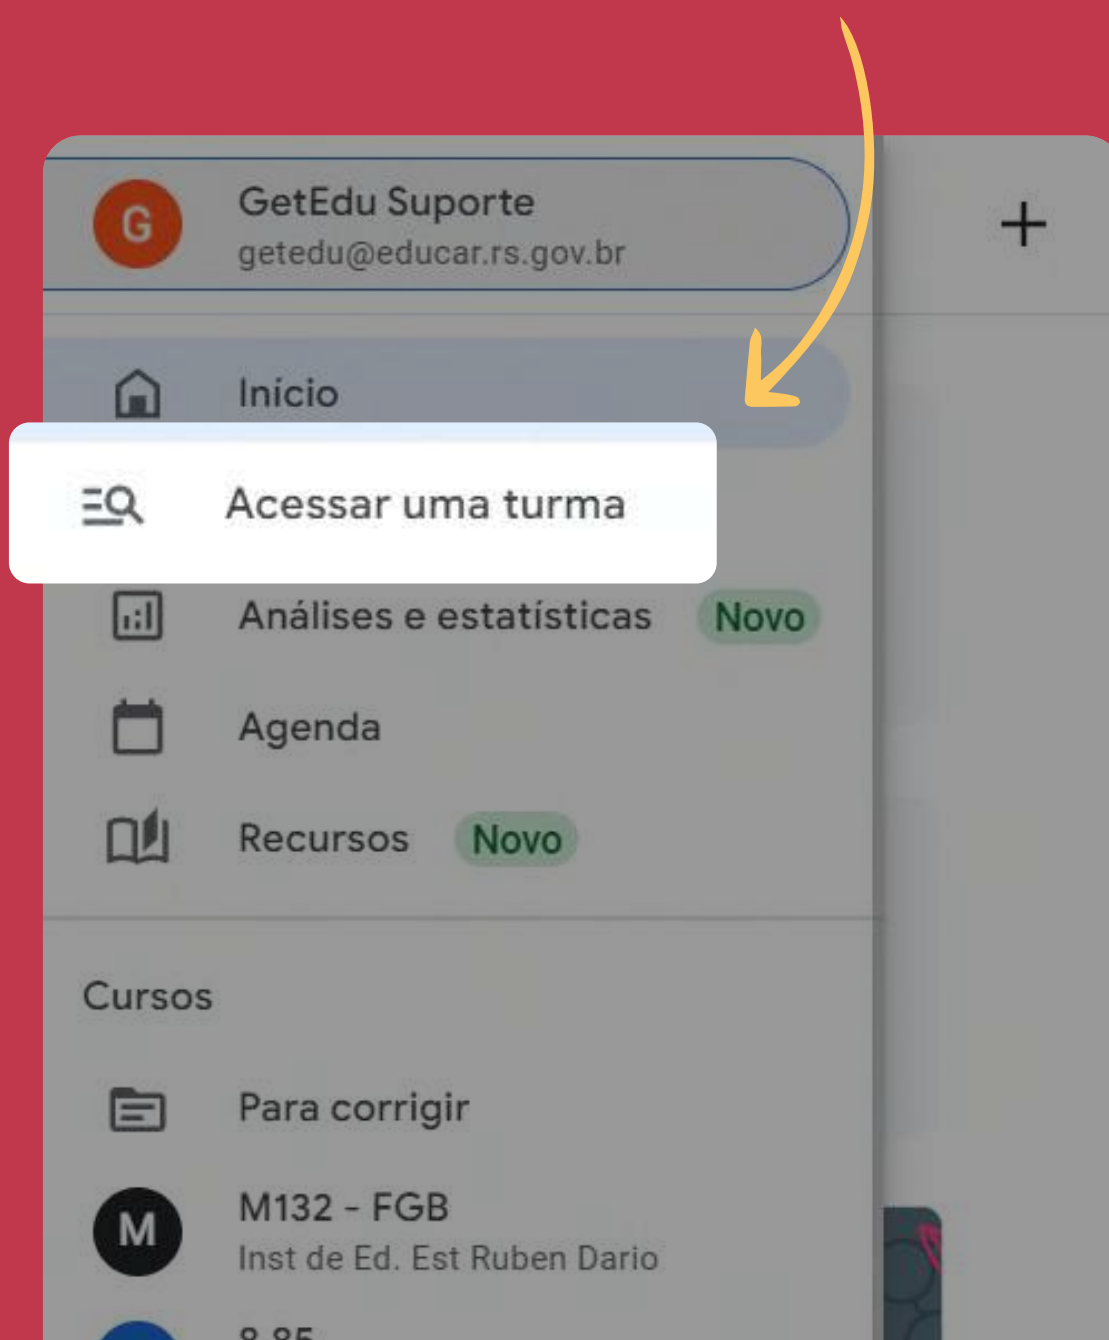 G
GetEdu Suporte
getedu@educar.rs.gov.br
Início
Acessar uma turma
Análises e estatísticas Novo
Agenda
Recursos Novo
Cursos
Para corrigir
M
M132 - FGB
Inst de Ed. Est Ruben Dario